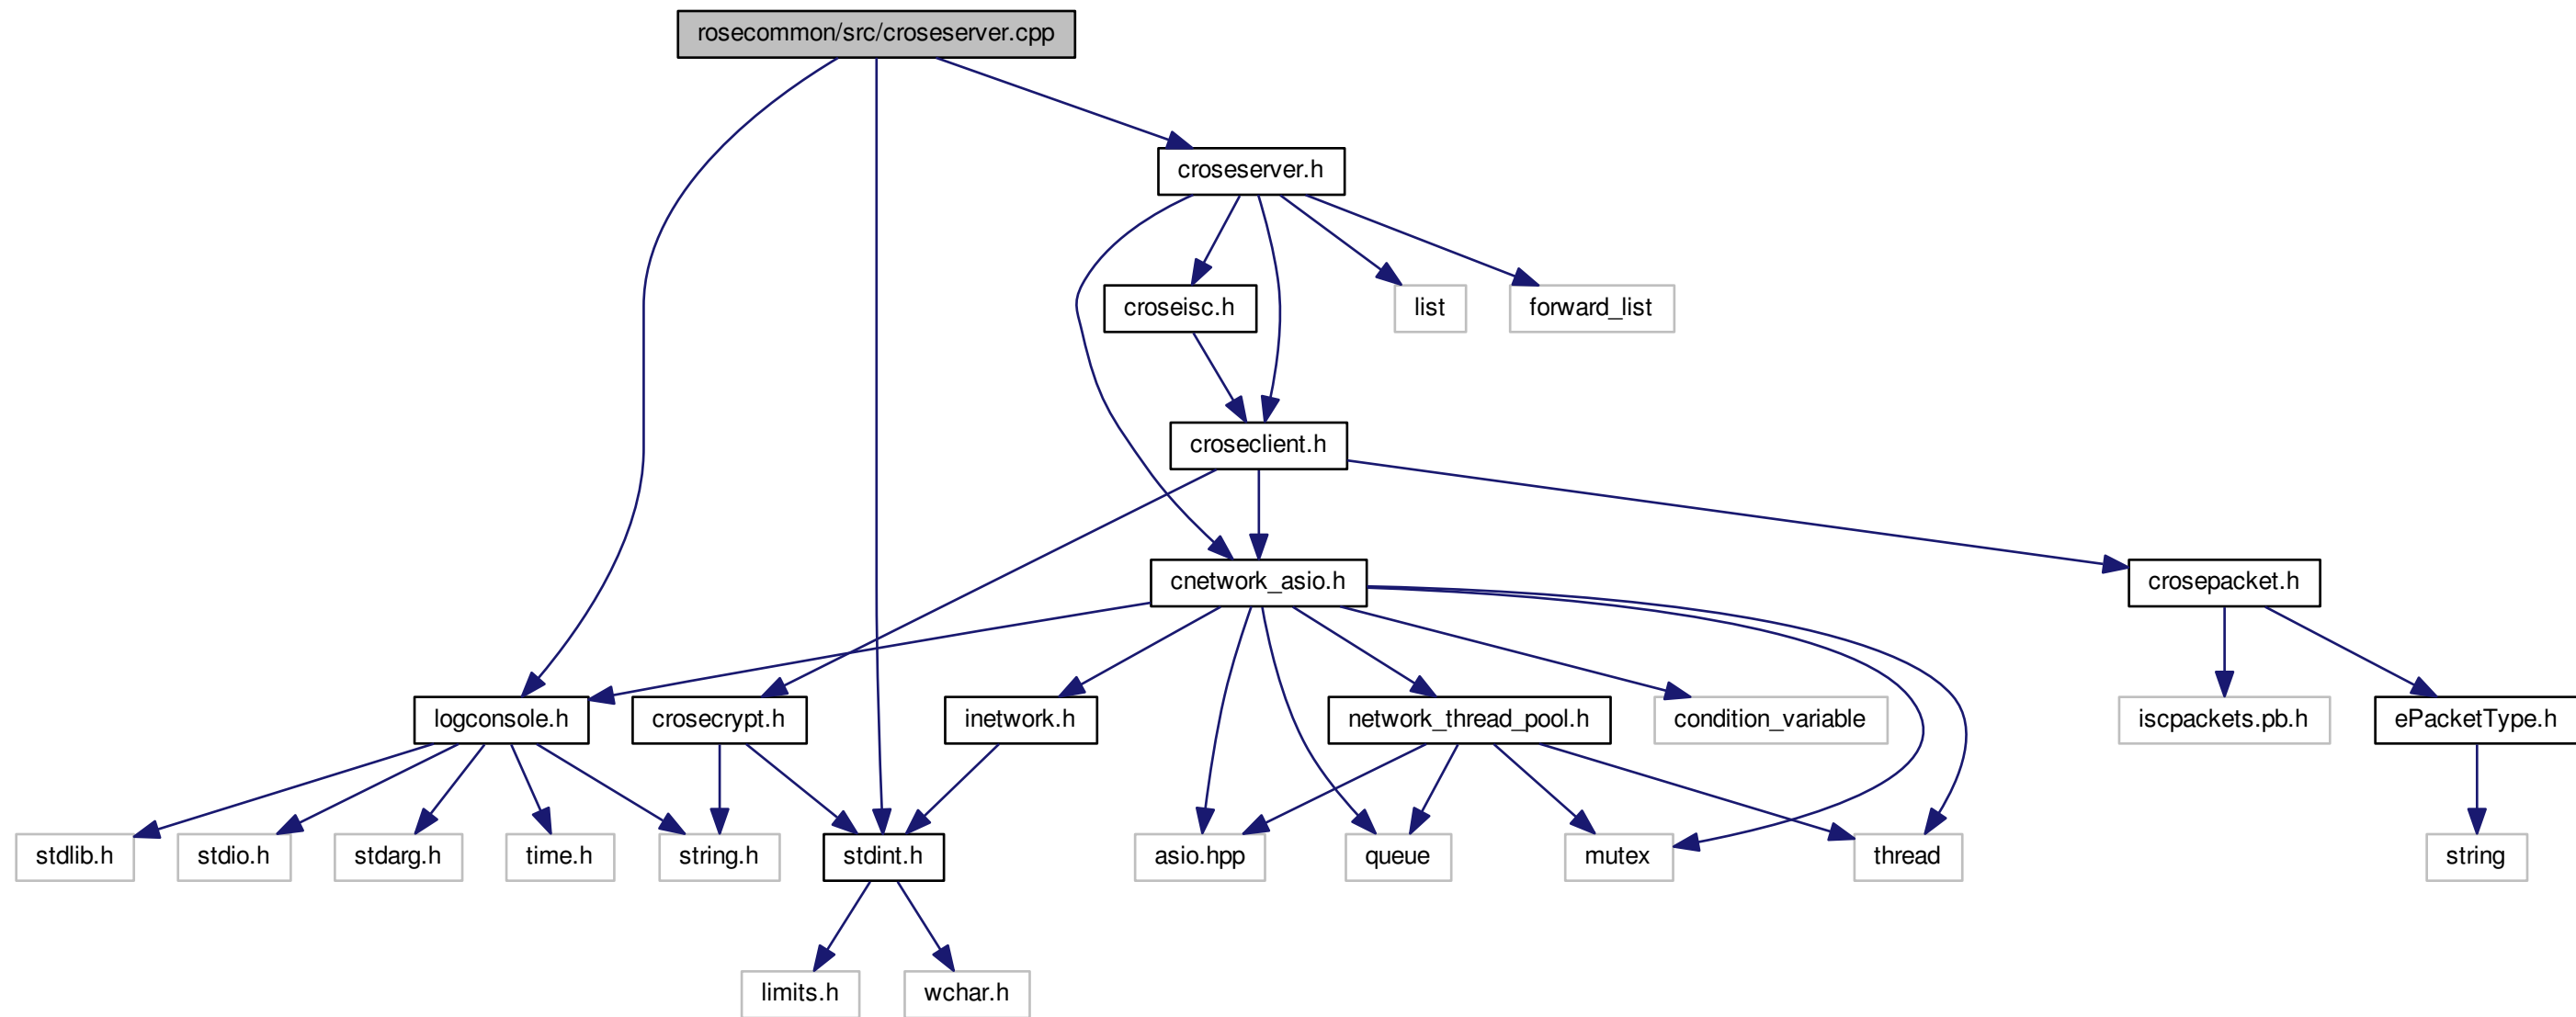 rosecommon/src/croseserver.cpp
croseserver.h
croseisc.h
list
forward_list
croseclient.h
cnetwork_asio.h
crosepacket.h
logconsole.h
crosecrypt.h
inetwork.h
network_thread_pool.h
condition_variable
iscpackets.pb.h
ePacketType.h
stdlib.h
stdio.h
stdarg.h
time.h
string.h
stdint.h
asio.hpp
queue
mutex
thread
string
limits.h
wchar.h